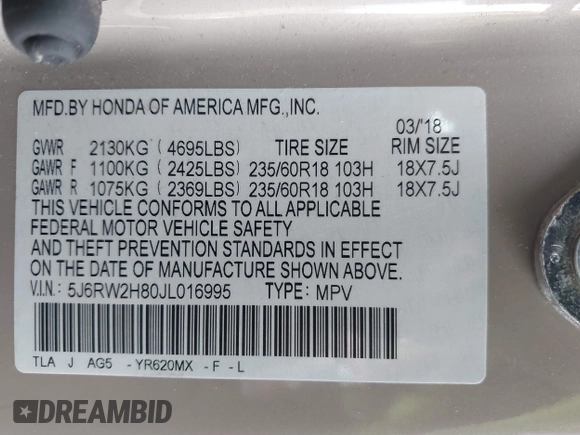 MFD.BY HONDA OF AMERICA MFG.,INC.
03/'18
GVWR 2130KG ( 4695LBS) TIRE SIZE RIM SIZE
GAWR F 1100KG ( 2425LBS) 235/60R18 103H 18X7.5J
GAWR R 1075KG ( 2369LBS) 235/60R18 103H 18X7.5J
THIS VEHICLE CONFORMS TO ALL APPLICABLE
FEDERAL MOTOR VEHICLE SAFETY
AND THEFT PREVENTION STANDARDS IN EFFECT
ON THE DATE OF MANUFACTURE SHOWN ABOVE.
V.I.N: 5J6RW2H80JL016995 TYPE: MPV
TLA J AG5 -YR620MX -F -L
DREAMBID